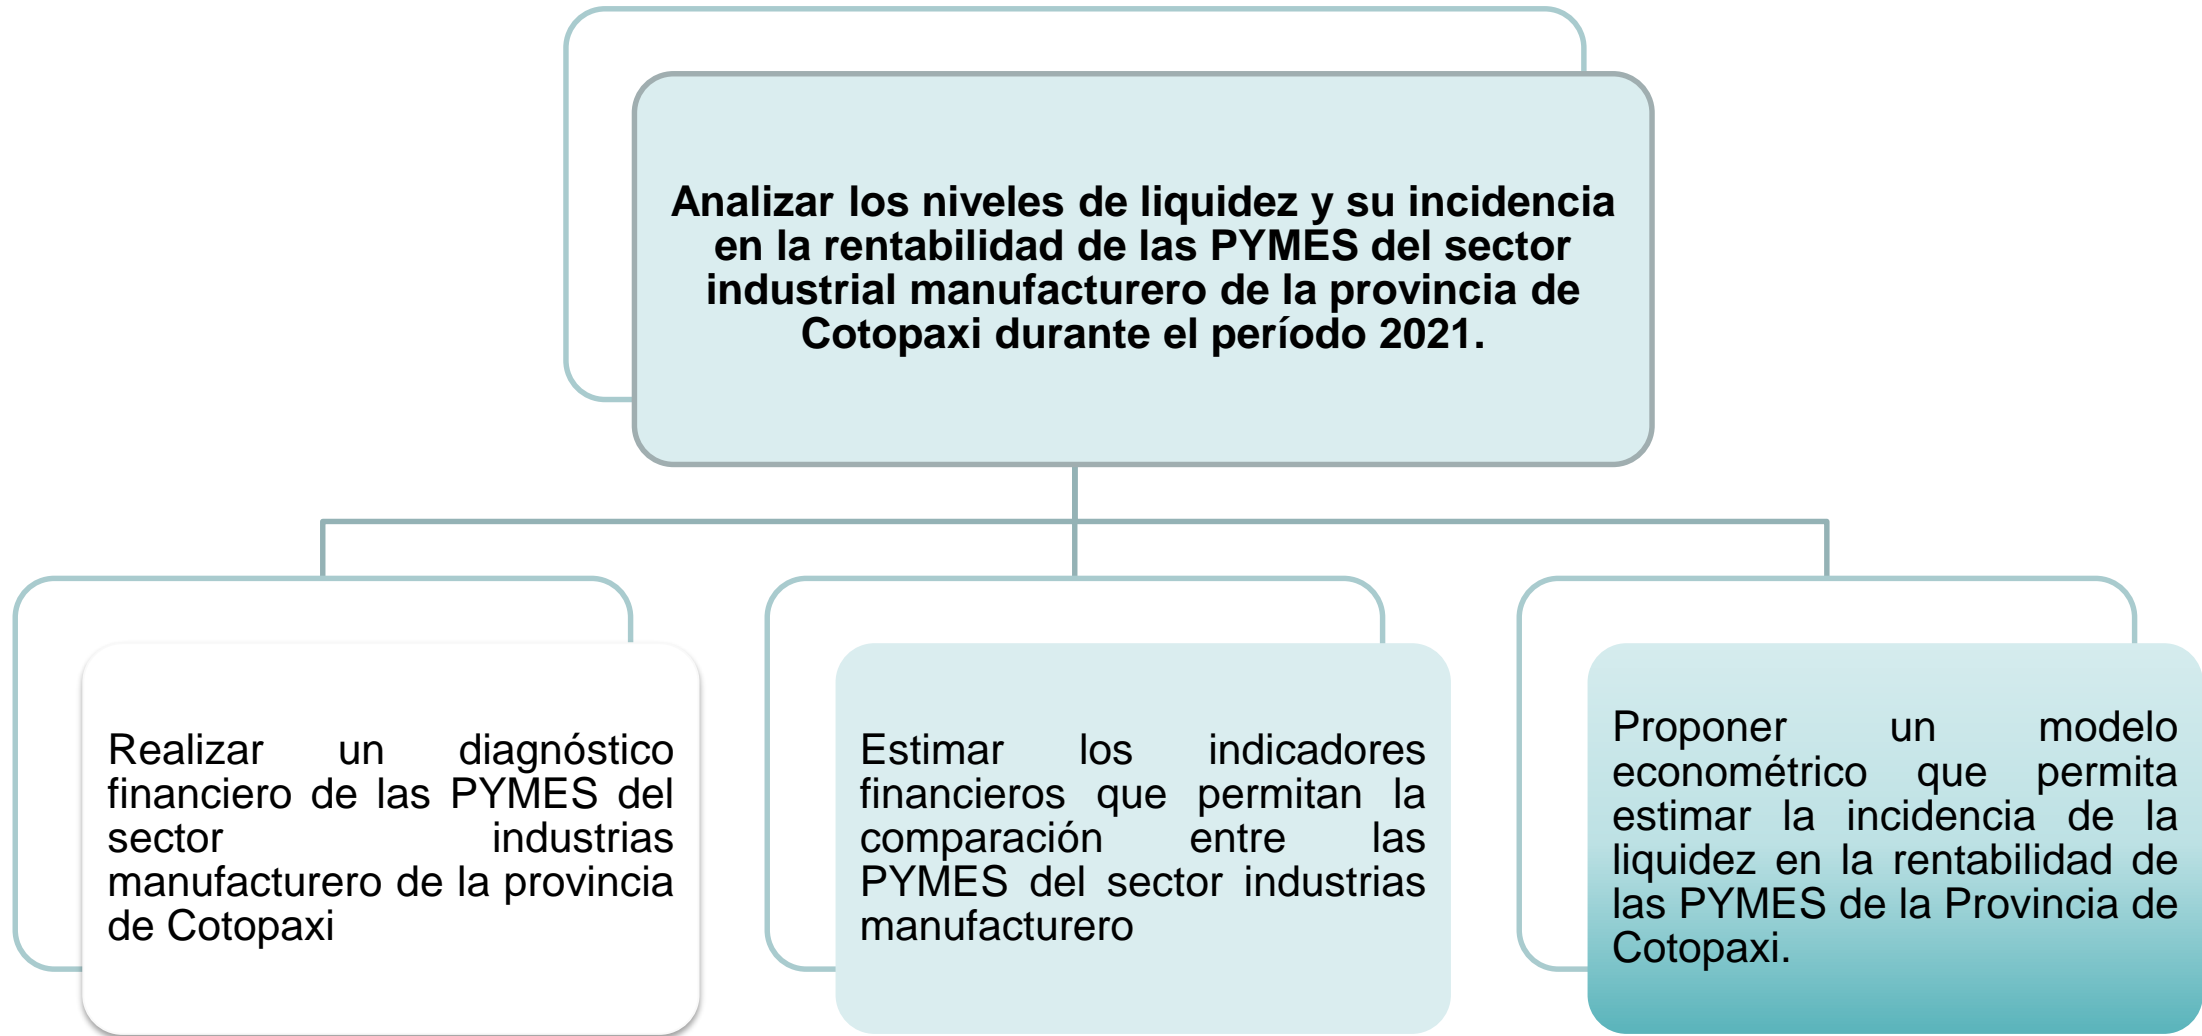 Analizar los niveles de liquidez y su incidencia
en la rentabilidad de las PYMES del sector
industrial manufacturero de la provincia de
Cotopaxi durante el período 2021.
Realizar un diagnóstico
financiero de las PYMES del
sector industrias
manufacturero de la provincia
de Cotopaxi
Estimar los indicadores
financieros que permitan la
comparación entre las
PYMES del sector industrias
manufacturero
Proponer un modelo
econométrico que permita
estimar la incidencia de la
liquidez en la rentabilidad de
las PYMES de la Provincia de
Cotopaxi.